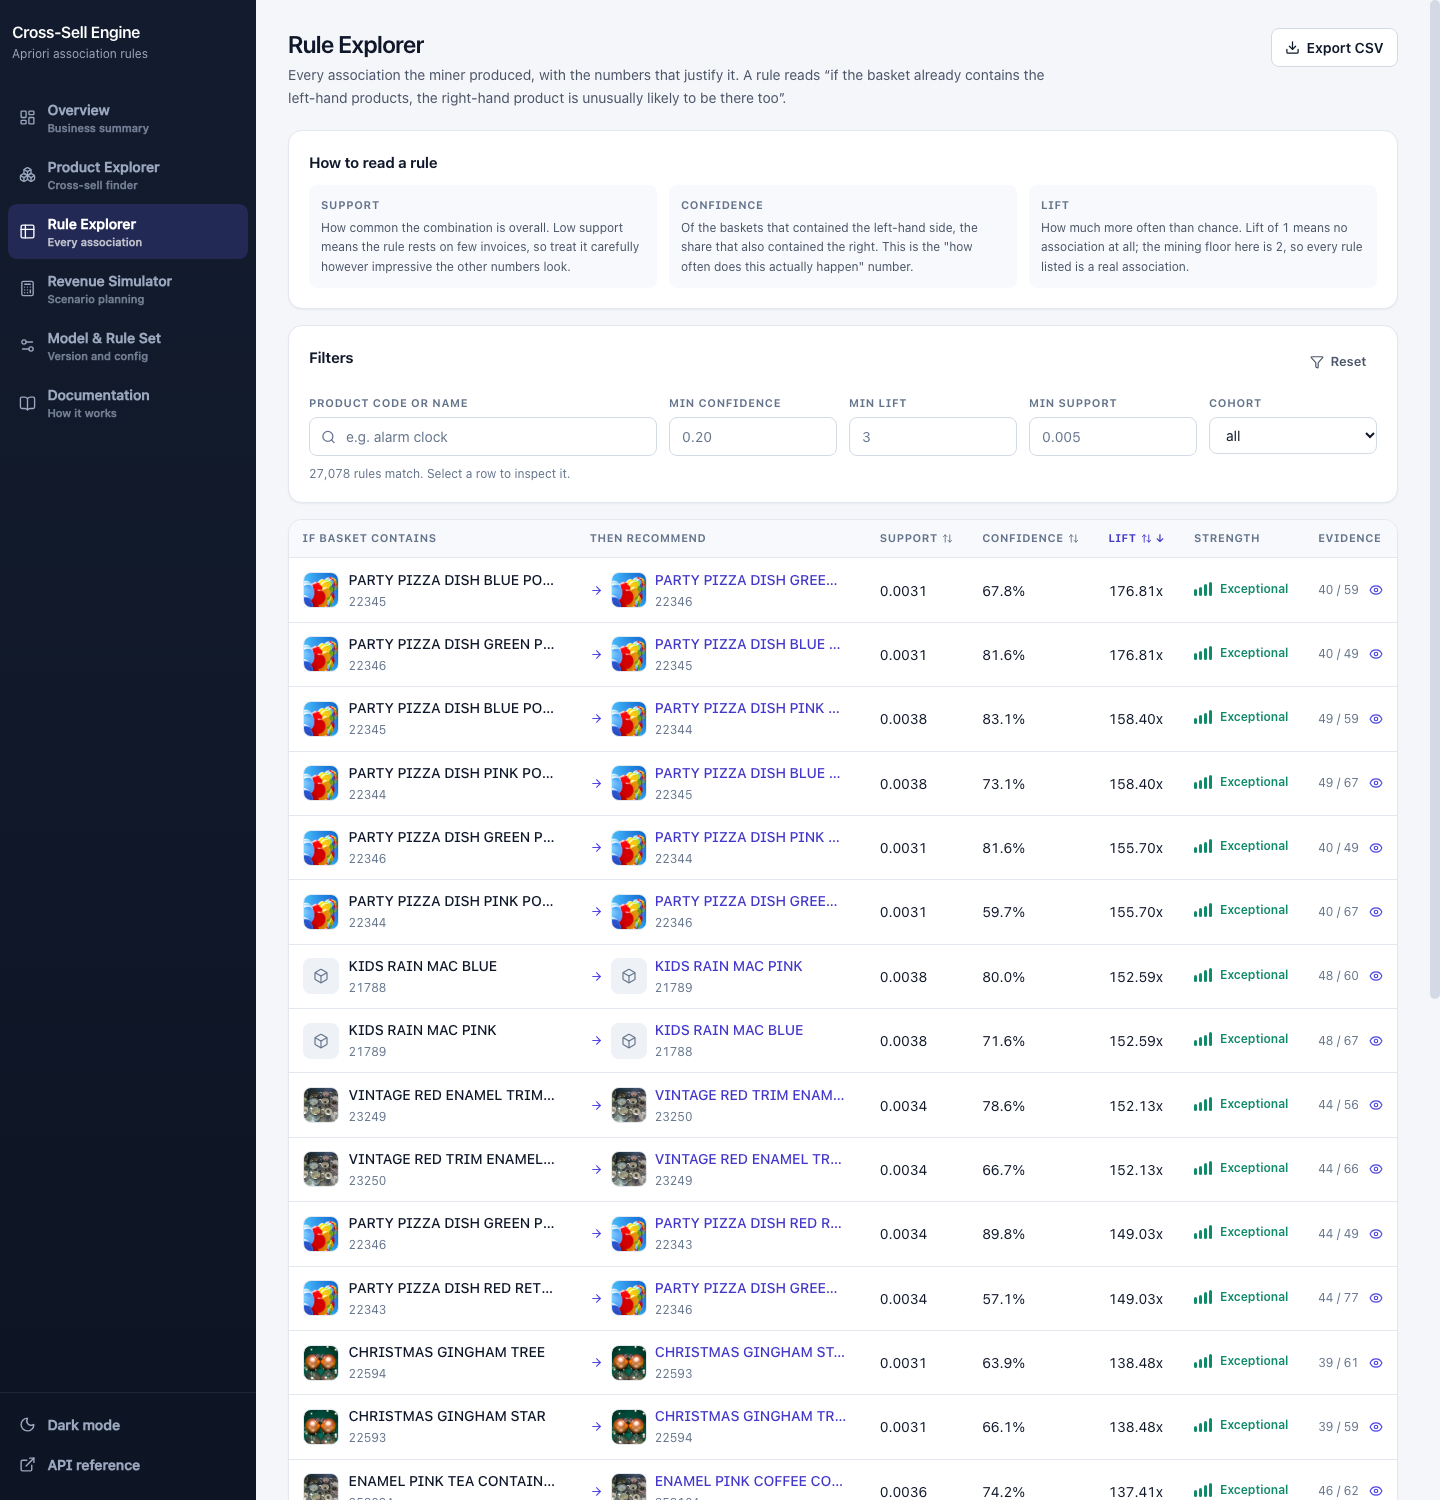 Cross-Sell Engine
Apriori association rules
Overview
Business summary
Product Explorer
Cross-sell finder
Rule Explorer
Every association
Revenue Simulator
Scenario planning
Model & Rule Set
Version and config
Documentation
How it works
Dark mode
API reference
Rule Explorer
Export CSV
Every association the miner produced, with the numbers that justify it. A rule reads “if the basket already contains the
left-hand products, the right-hand product is unusually likely to be there too”.
How to read a rule
SUPPORT
How common the combination is overall. Low support
means the rule rests on few invoices, so treat it carefully
however impressive the other numbers look.
CONFIDENCE
Of the baskets that contained the left-hand side, the
share that also contained the right. This is the "how
often does this actually happen" number.
LIFT
How much more often than chance. Lift of 1 means no
association at all; the mining floor here is 2, so every rule
listed is a real association.
Filters
Reset
PRODUCT CODE OR NAME
e.g. alarm clock
MIN CONFIDENCE
0.20
MIN LIFT
3
MIN SUPPORT
0.005
COHORT
all
27,078 rules match. Select a row to inspect it.
IF BASKET CONTAINS THEN RECOMMEND SUPPORT CONFIDENCE LIFT STRENGTH EVIDENCE
PARTY PIZZA DISH BLUE PO... PARTY PIZZA DISH GREE... 0.0031 67.8% 176.81x Exceptional 40 / 59
22345 22346
PARTY PIZZA DISH GREEN P... PARTY PIZZA DISH BLUE ... 0.0031 81.6% 176.81x Exceptional 40 / 49
22346 22345
PARTY PIZZA DISH BLUE PO... PARTY PIZZA DISH PINK ... 0.0038 83.1% 158.40x Exceptional 49 / 59
22345 22344
PARTY PIZZA DISH PINK PO... PARTY PIZZA DISH BLUE ... 0.0038 73.1% 158.40x Exceptional 49 / 67
22344 22345
PARTY PIZZA DISH GREEN P... PARTY PIZZA DISH PINK ... 0.0031 81.6% 155.70x Exceptional 40 / 49
22346 22344
PARTY PIZZA DISH PINK PO... PARTY PIZZA DISH GREE... 0.0031 59.7% 155.70x Exceptional 40 / 67
22344 22346
KIDS RAIN MAC BLUE KIDS RAIN MAC PINK 0.0038 80.0% 152.59x Exceptional 48 / 60
21788 21789
KIDS RAIN MAC PINK KIDS RAIN MAC BLUE 0.0038 71.6% 152.59x Exceptional 48 / 67
21789 21788
VINTAGE RED ENAMEL TRIM... VINTAGE RED TRIM ENAM... 0.0034 78.6% 152.13x Exceptional 44 / 56
23249 23250
VINTAGE RED TRIM ENAMEL... VINTAGE RED ENAMEL TR... 0.0034 66.7% 152.13x Exceptional 44 / 66
23250 23249
PARTY PIZZA DISH GREEN P... PARTY PIZZA DISH RED R... 0.0034 89.8% 149.03x Exceptional 44 / 49
22346 22343
PARTY PIZZA DISH RED RET... PARTY PIZZA DISH GREE... 0.0034 57.1% 149.03x Exceptional 44 / 77
22343 22346
CHRISTMAS GINGHAM TREE CHRISTMAS GINGHAM ST... 0.0031 63.9% 138.48x Exceptional 39 / 61
22594 22593
CHRISTMAS GINGHAM STAR CHRISTMAS GINGHAM TR... 0.0031 66.1% 138.48x Exceptional 39 / 59
22593 22594
ENAMEL PINK TEA CONTAIN... ENAMEL PINK COFFEE CO... 0.0036 74.2% 137.41x Exceptional 46 / 62